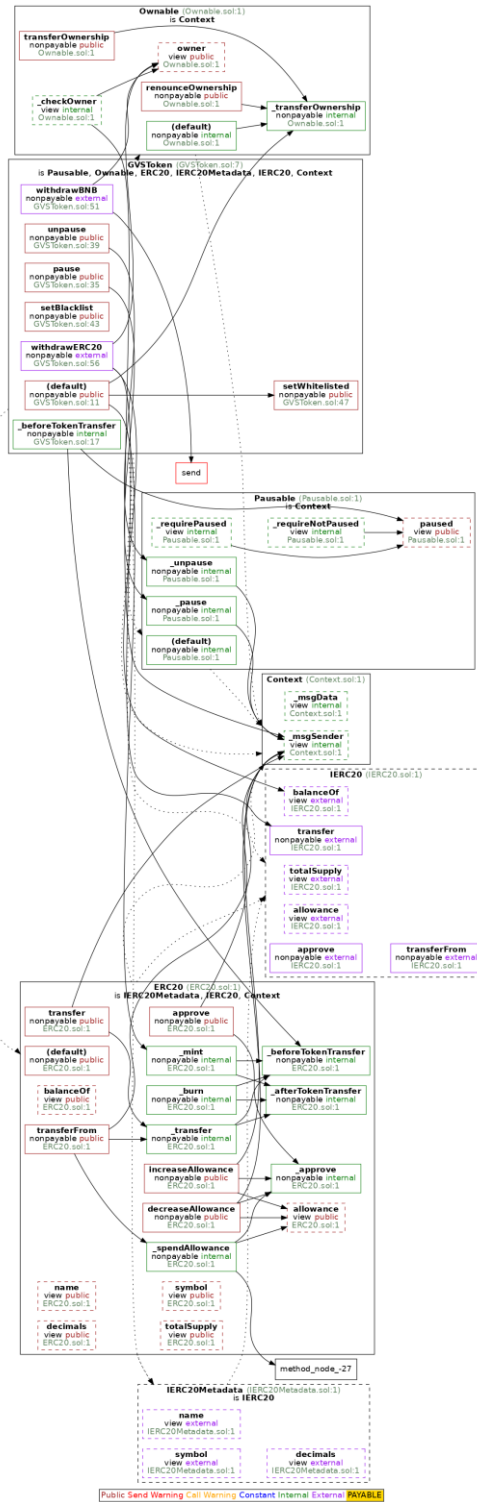 Ownable (Ownable.sol:1)
is Context
transferOwnership
nonpayable public
Ownable.sol:1
owner
view public
Ownable.sol:1
_checkOwner
view internal
Ownable.sol:1
renounceOwnership
nonpayable public
Ownable.sol:1
_transferOwnership
nonpayable internal
Ownable.sol:1
(default)
nonpayable internal
Ownable.sol:1
GVSToken (GVSToken.sol:7)
is Pausable, Ownable, ERC20, IERC20Metadata, IERC20, Context
withdrawBNB
nonpayable external
GVSToken.sol:51
unpause
nonpayable public
GVSToken.sol:39
pause
nonpayable public
GVSToken.sol:35
setBlacklist
nonpayable public
GVSToken.sol:43
withdrawERC20
nonpayable external
GVSToken.sol:56
(default)
nonpayable public
GVSToken.sol:11
setWhitelisted
nonpayable public
GVSToken.sol:47
_beforeTokenTransfer
nonpayable internal
GVSToken.sol:17
send
Pausable (Pausable.sol:1)
is Context
_requirePaused
view internal
Pausable.sol:1
_requireNotPaused
view internal
Pausable.sol:1
paused
view public
Pausable.sol:1
_unpause
nonpayable internal
Pausable.sol:1
_pause
nonpayable internal
Pausable.sol:1
(default)
nonpayable internal
Pausable.sol:1
Context (Context.sol:1)
_msgData
view internal
Context.sol:1
_msgSender
view internal
Context.sol:1
IERC20 (IERC20.sol:1)
balanceOf
view external
IERC20.sol:1
transfer
nonpayable external
IERC20.sol:1
totalSupply
view external
IERC20.sol:1
allowance
view external
IERC20.sol:1
approve
nonpayable external
IERC20.sol:1
transferFrom
nonpayable external
IERC20.sol:1
ERC20 (ERC20.sol:1)
is IERC20Metadata, IERC20, Context
transfer
nonpayable public
ERC20.sol:1
approve
nonpayable public
ERC20.sol:1
(default)
nonpayable public
ERC20.sol:1
_mint
nonpayable internal
ERC20.sol:1
_beforeTokenTransfer
nonpayable internal
ERC20.sol:1
balanceOf
view public
ERC20.sol:1
_burn
nonpayable internal
ERC20.sol:1
_afterTokenTransfer
nonpayable internal
ERC20.sol:1
transferFrom
nonpayable public
ERC20.sol:1
_transfer
nonpayable internal
ERC20.sol:1
increaseAllowance
nonpayable public
ERC20.sol:1
_approve
nonpayable internal
ERC20.sol:1
decreaseAllowance
nonpayable public
ERC20.sol:1
allowance
view public
ERC20.sol:1
_spendAllowance
nonpayable internal
ERC20.sol:1
name
view public
ERC20.sol:1
symbol
view public
ERC20.sol:1
decimals
view public
ERC20.sol:1
totalSupply
view public
ERC20.sol:1
method_node_-27
IERC20Metadata (IERC20Metadata.sol:1)
is IERC20
name
view external
IERC20Metadata.sol:1
symbol
view external
IERC20Metadata.sol:1
decimals
view external
IERC20Metadata.sol:1
Public Send Warning Call Warning Constant Internal External PAYABLE